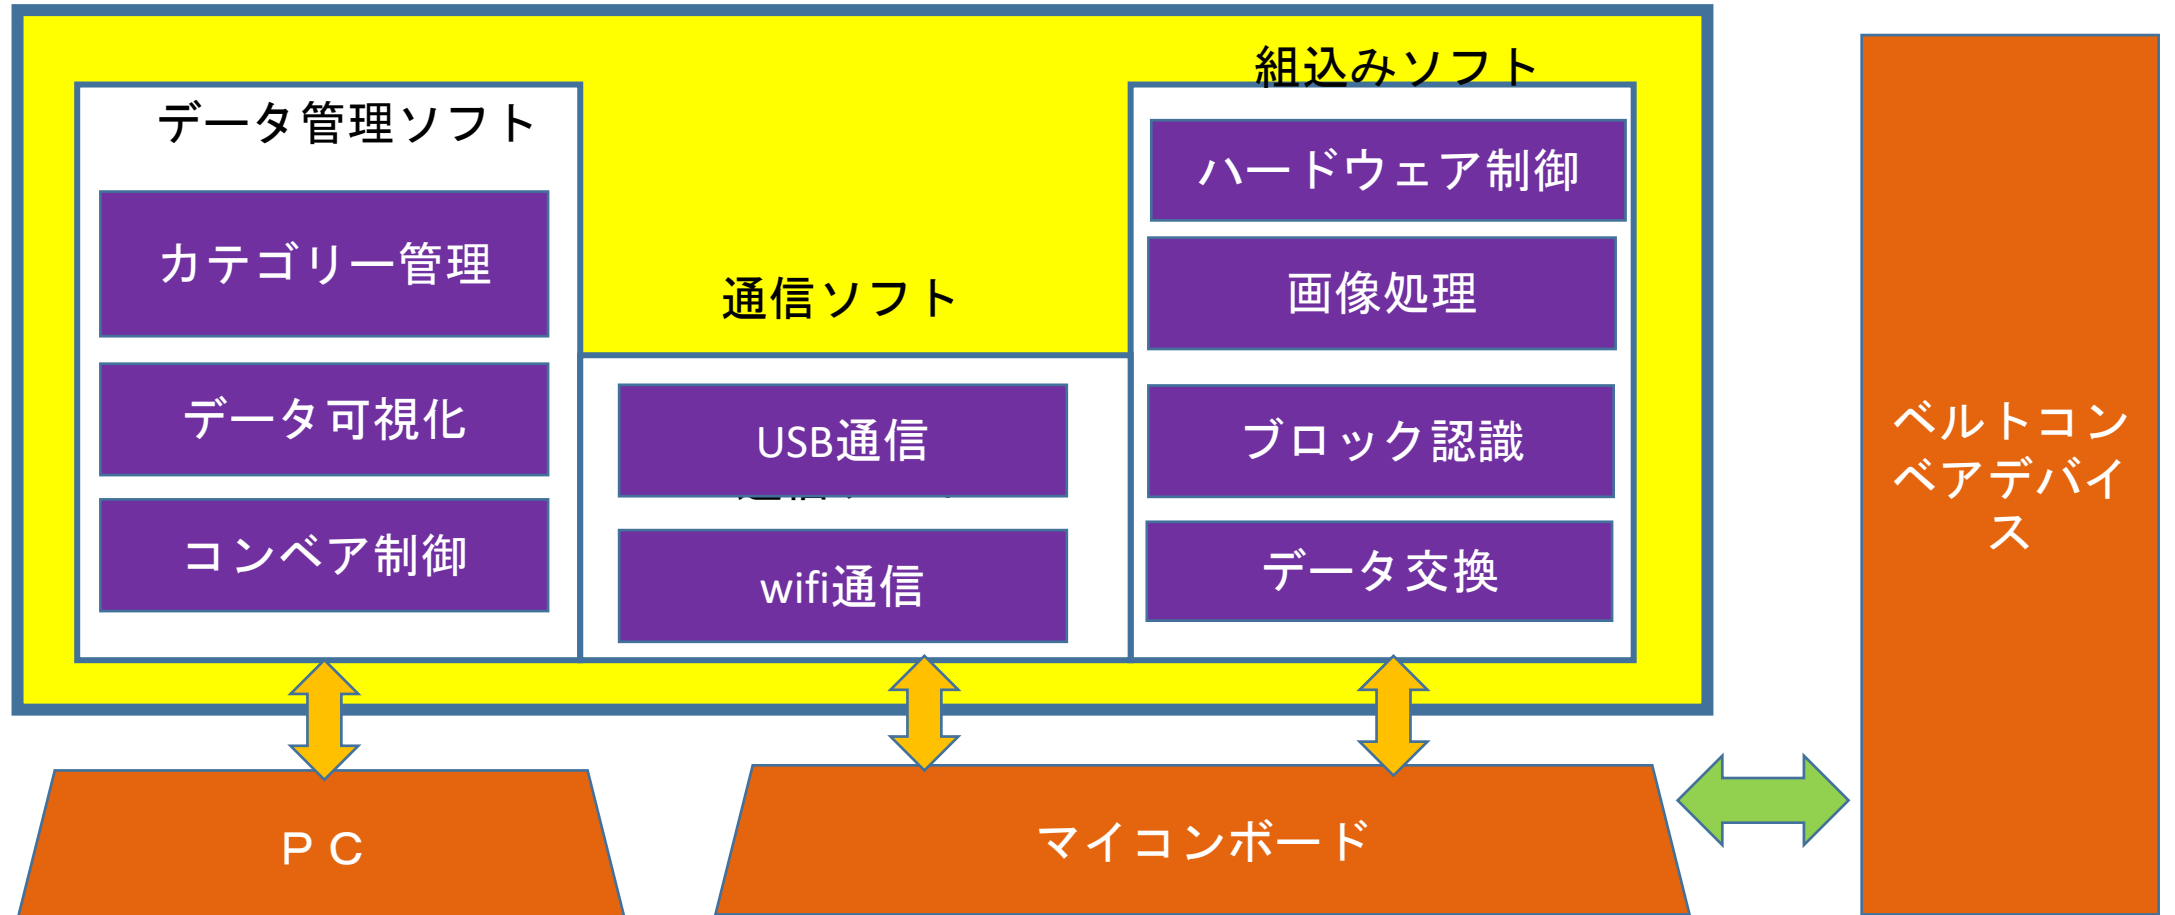 組込みソフト
データ管理ソフト
ハードウェア制御
カテゴリー管理
画像処理
通信ソフト
データ可視化
USB通信
ブロック認識
コンベア制御
wifi通信
データ交換
ベルトコン
ベアデバイ
ス
ＰＣ
マイコンボード